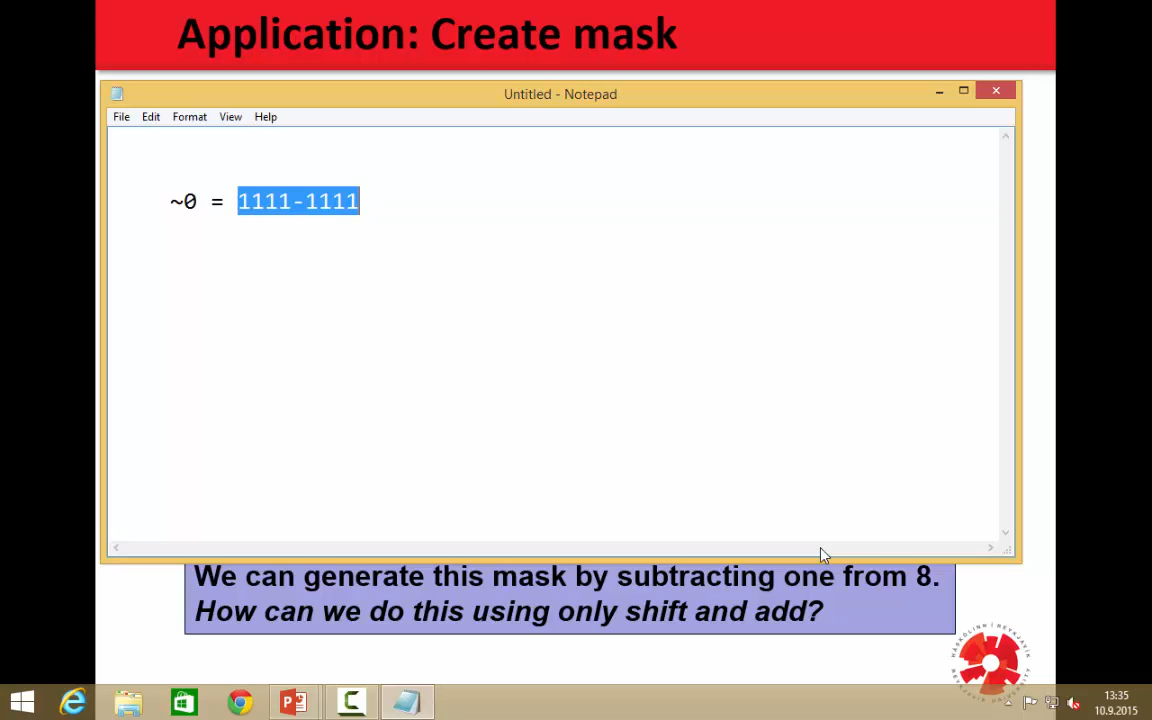 Application: Create mask
Untitled - Notepad
File Edit Format View Help
~0 = 1111-1111
We can generate this mask by subtracting one from 8.
How can we do this using only shift and add?
13:35
10.9.2015